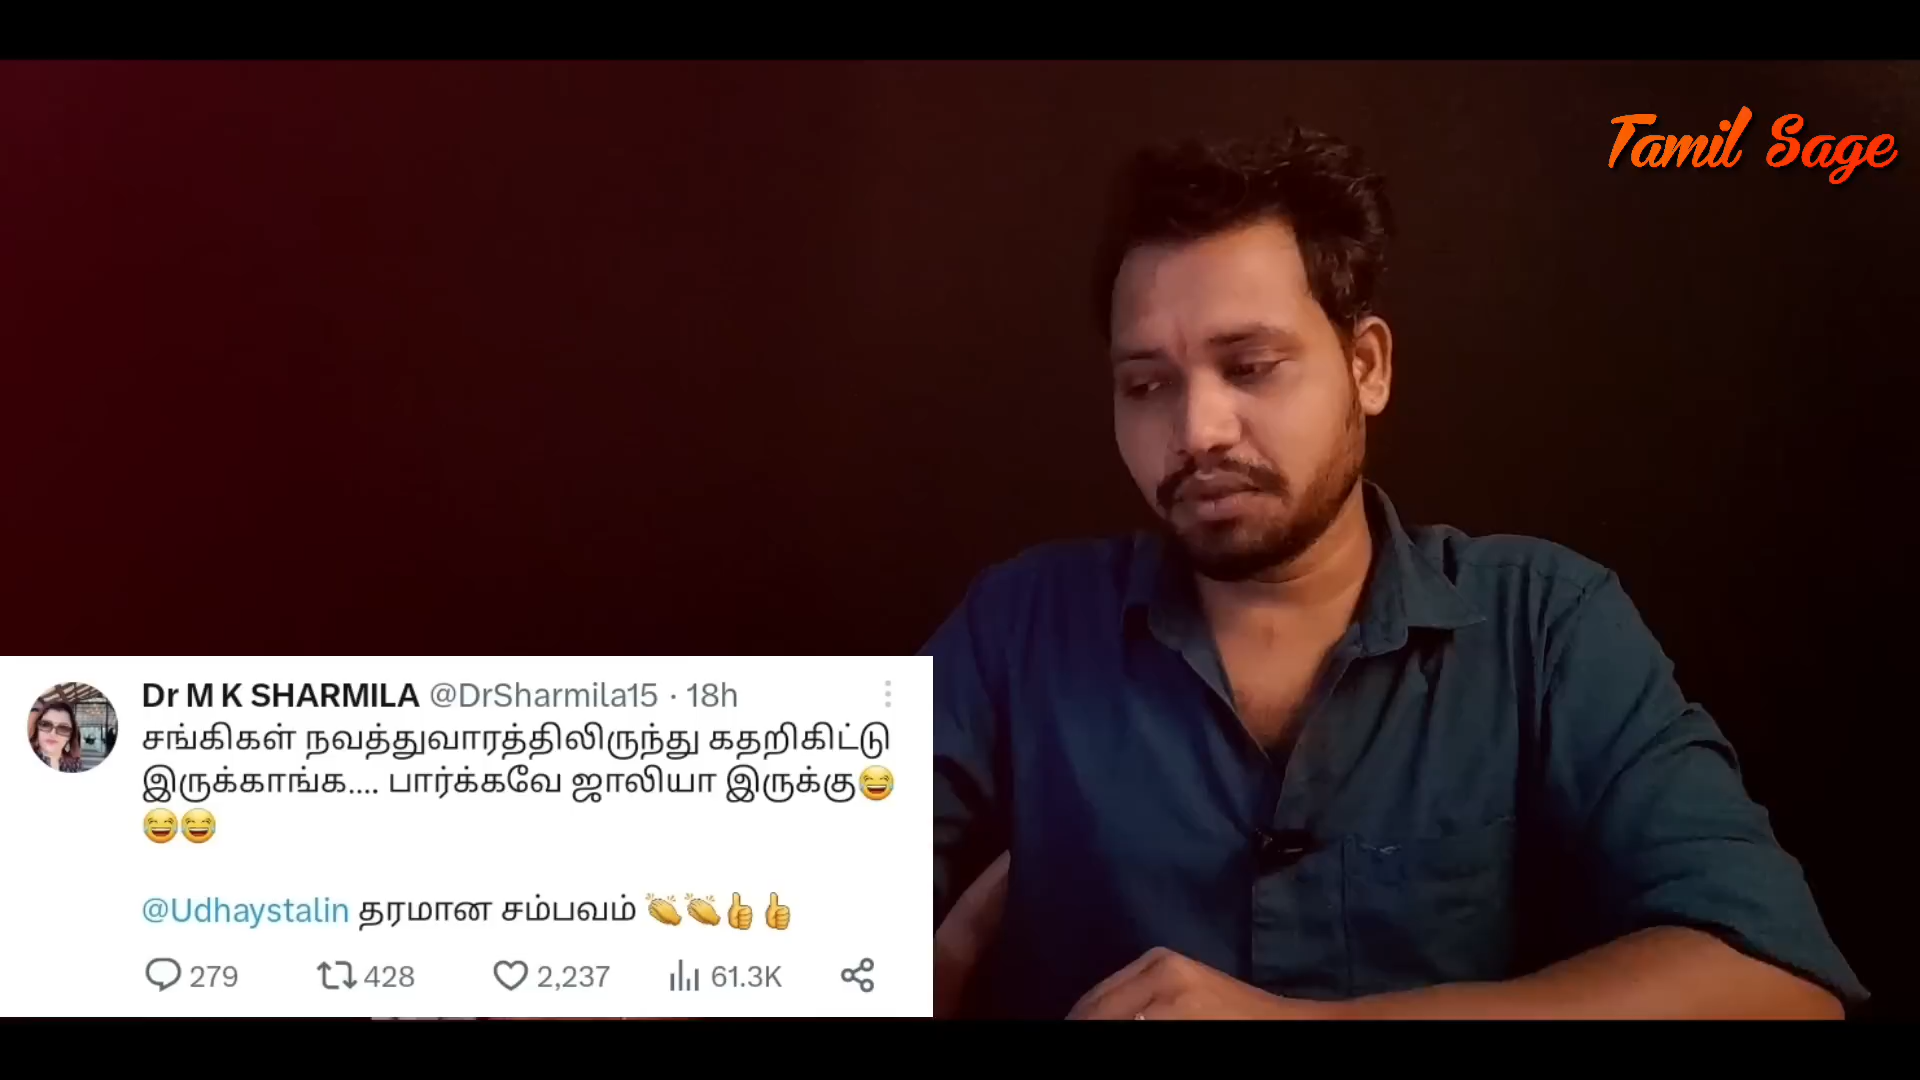 Tamil Sage
Dr M K SHARMILA @DrSharmila15 · 18h
சங்கிகள் நவத்துவாரத்திலிருந்து கதறிகிட்டு
இருக்காங்க.... பார்க்கவே ஜாலியா இருக்கு😂
😂😂
@Udhaystalin தரமான சம்பவம் 👏👏👍👍
279 428 2,237 61.3K